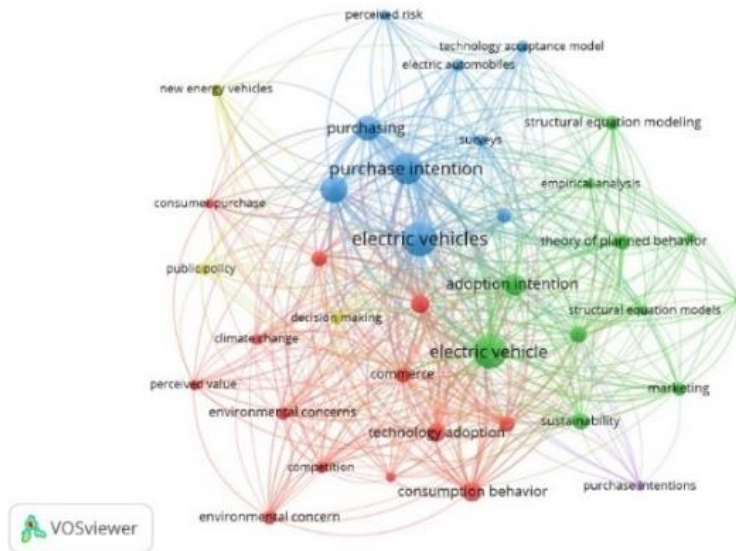 perceived risk
technology acceptance model
electric automobiles
new energy vehicles
purchasing
structural equation modeling
surveys
purchase intention
empirical analysis
consumer purchase
electric vehicles
theory of planned behavior
public policy
adoption intention
structural equation models
decision making
climate change
electric vehicle
commerce
perceived value
marketing
environmental concerns
sustainability
technology adoption
competition
purchase intentions
consumption behavior
environmental concern
VOSviewer